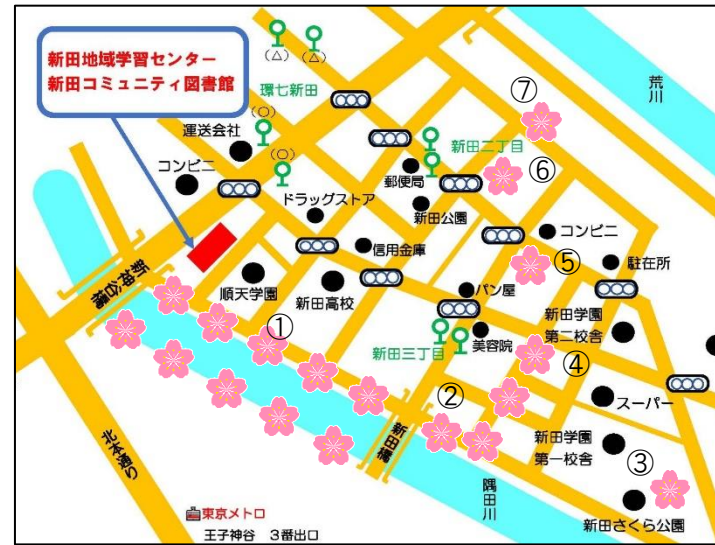 新田地域学習センター
新田コミュニティ図書館
(△)
(△)
環七新田
(○)
(○)
運送会社
コンビニ
ドラッグストア
郵便局
新田公園
新田二丁目
⑦
⑥
荒川
コンビニ
⑤
駐在所
信用金庫
パン屋
新神谷橋
順天学園
新田高校
①
新田三丁目
美容院
新田学園
第二校舎
④
スーパー
②
新田橋
新田学園
第一校舎
③
北本通り
隅田川
新田さくら公園
東京メトロ
王子神谷 3番出口